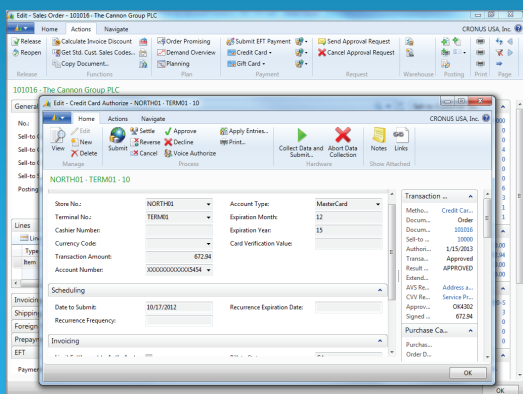 Edit - Sales Order - 101016 · The Cannon Group PLC
Home Actions Navigate CRONUS USA, Inc.
Release Calculate Invoice Discount Order Promising Submit EFT Payment Send Approval Request
Reopen Get Std. Cust. Sales Codes... Demand Overview Credit Card Cancel Approval Request
Copy Document... Planning Gift Card
Release Functions Plan Payment Request Warehouse Posting Print Page
101016 · The Cannon Group PLC
General
No.:
Sell-to
Sell-to
Sell-to
Sell-to
Posting
Lines
Line
Type
Item
Invoicing
Shipping
Foreign
Prepaym
EFT
Payme
Edit - Credit Card Authorize - NORTH01 · TERM01 · 10
Home Actions Navigate CRONUS USA, Inc.
View Edit New Delete
Manage
Submit Settle Reverse Cancel Approve Decline Voice Authorize
Process
Apply Entries...
Print...
Collect Data and Submit... Abort Data Collection
Hardware
Notes Links
Show Attached
NORTH01 · TERM01 · 10
Store No.: NORTH01 Account Type: MasterCard
Terminal No.: TERM01 Expiration Month: 12
Cashier Number: Expiration Year: 15
Currency Code: Card Verification Value:
Transaction Amount: 672.94
Account Number: XXXXXXXXXXXX5454
Scheduling
Date to Submit: 10/17/2012 Recurrence Expiration Date:
Recurrence Frequency:
Invoicing
Transaction ...
Metho... Credit Car...
Docum... Order
Docum... 101016
Sell-to ... 10000
Authori... 1/15/2013
Transa... Approved
Result ... APPROVED
Extend...
AVS Re... Address a...
CVV Re... Service Pr...
Approv... OK4302
Signed ... 672.94
Purchase Ca...
Purchas...
Order D...
OK
OK